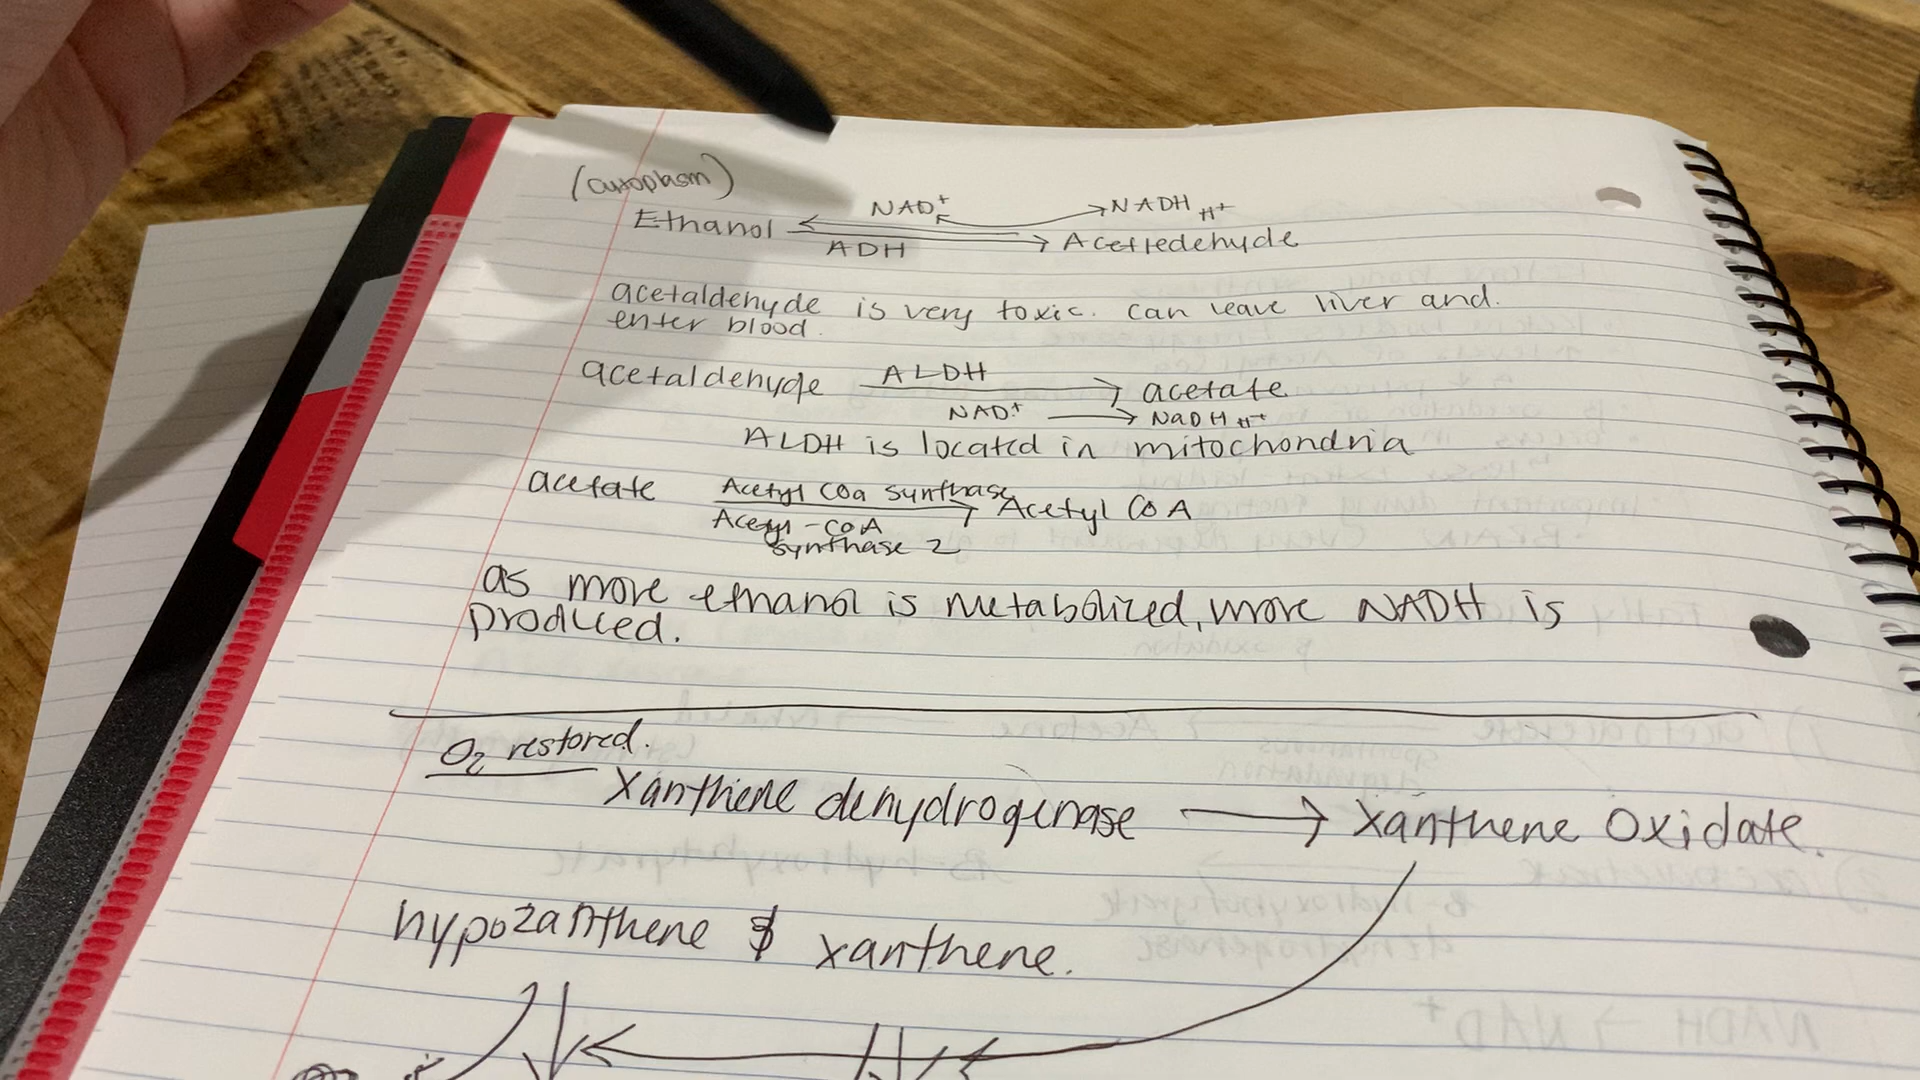 (cytoplasm)
NAD+ NADH H+
Ethanol ADH Acetledehyde
acetaldehyde is very toxic. can leave liver and.
enter blood.
acetaldehyde ALDH acetate
NAD+ → NaDH H+
ALDH is located in mitochondria
acetate Acetyl Coa synthase Acetyl CoA
Acetyl-CoA
synthase 2
as more ethanol is metabolized, more NADH is
produced.
O2 restored.
Xanthene dehydrogenase → Xanthene Oxidate.
hypozanthene & xanthene.